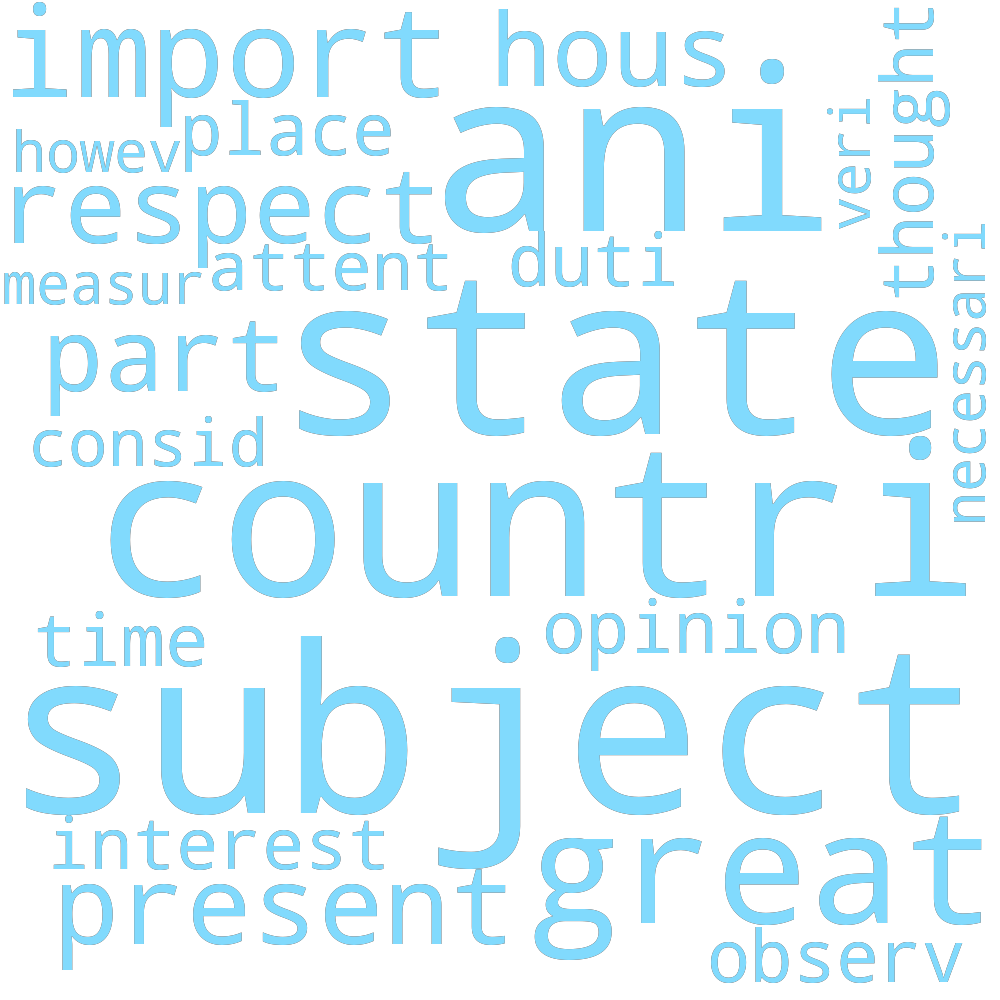 import
hous
ani
veri
thought
place
howev
respect
duti
attent
measur
necessari
state
part
consid
countri
time
opinion
subject
interest
great
present
observ